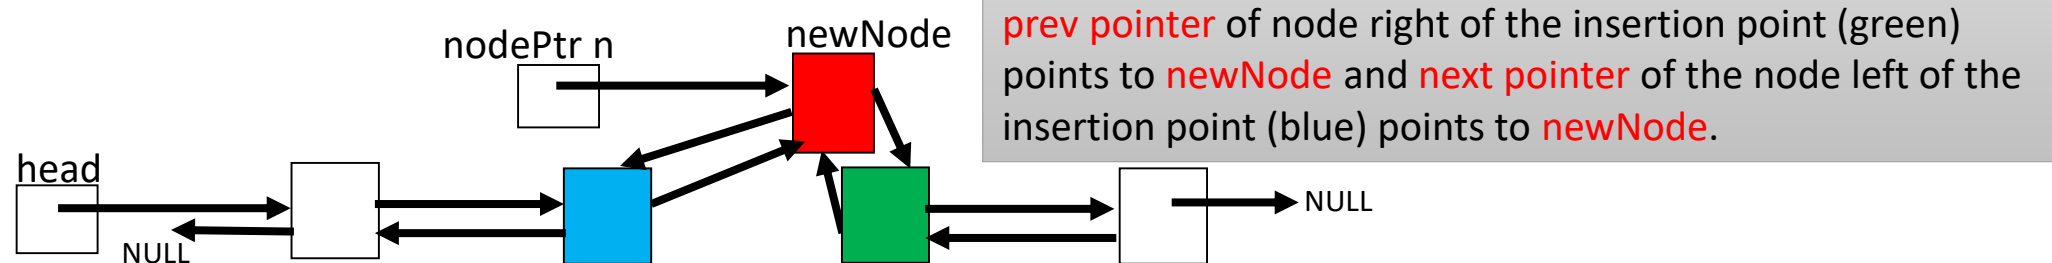 prev pointer of node right of the insertion point (green)
points to newNode and next pointer of the node left of the
insertion point (blue) points to newNode.
nodePtr n
newNode
head
NULL
NULL